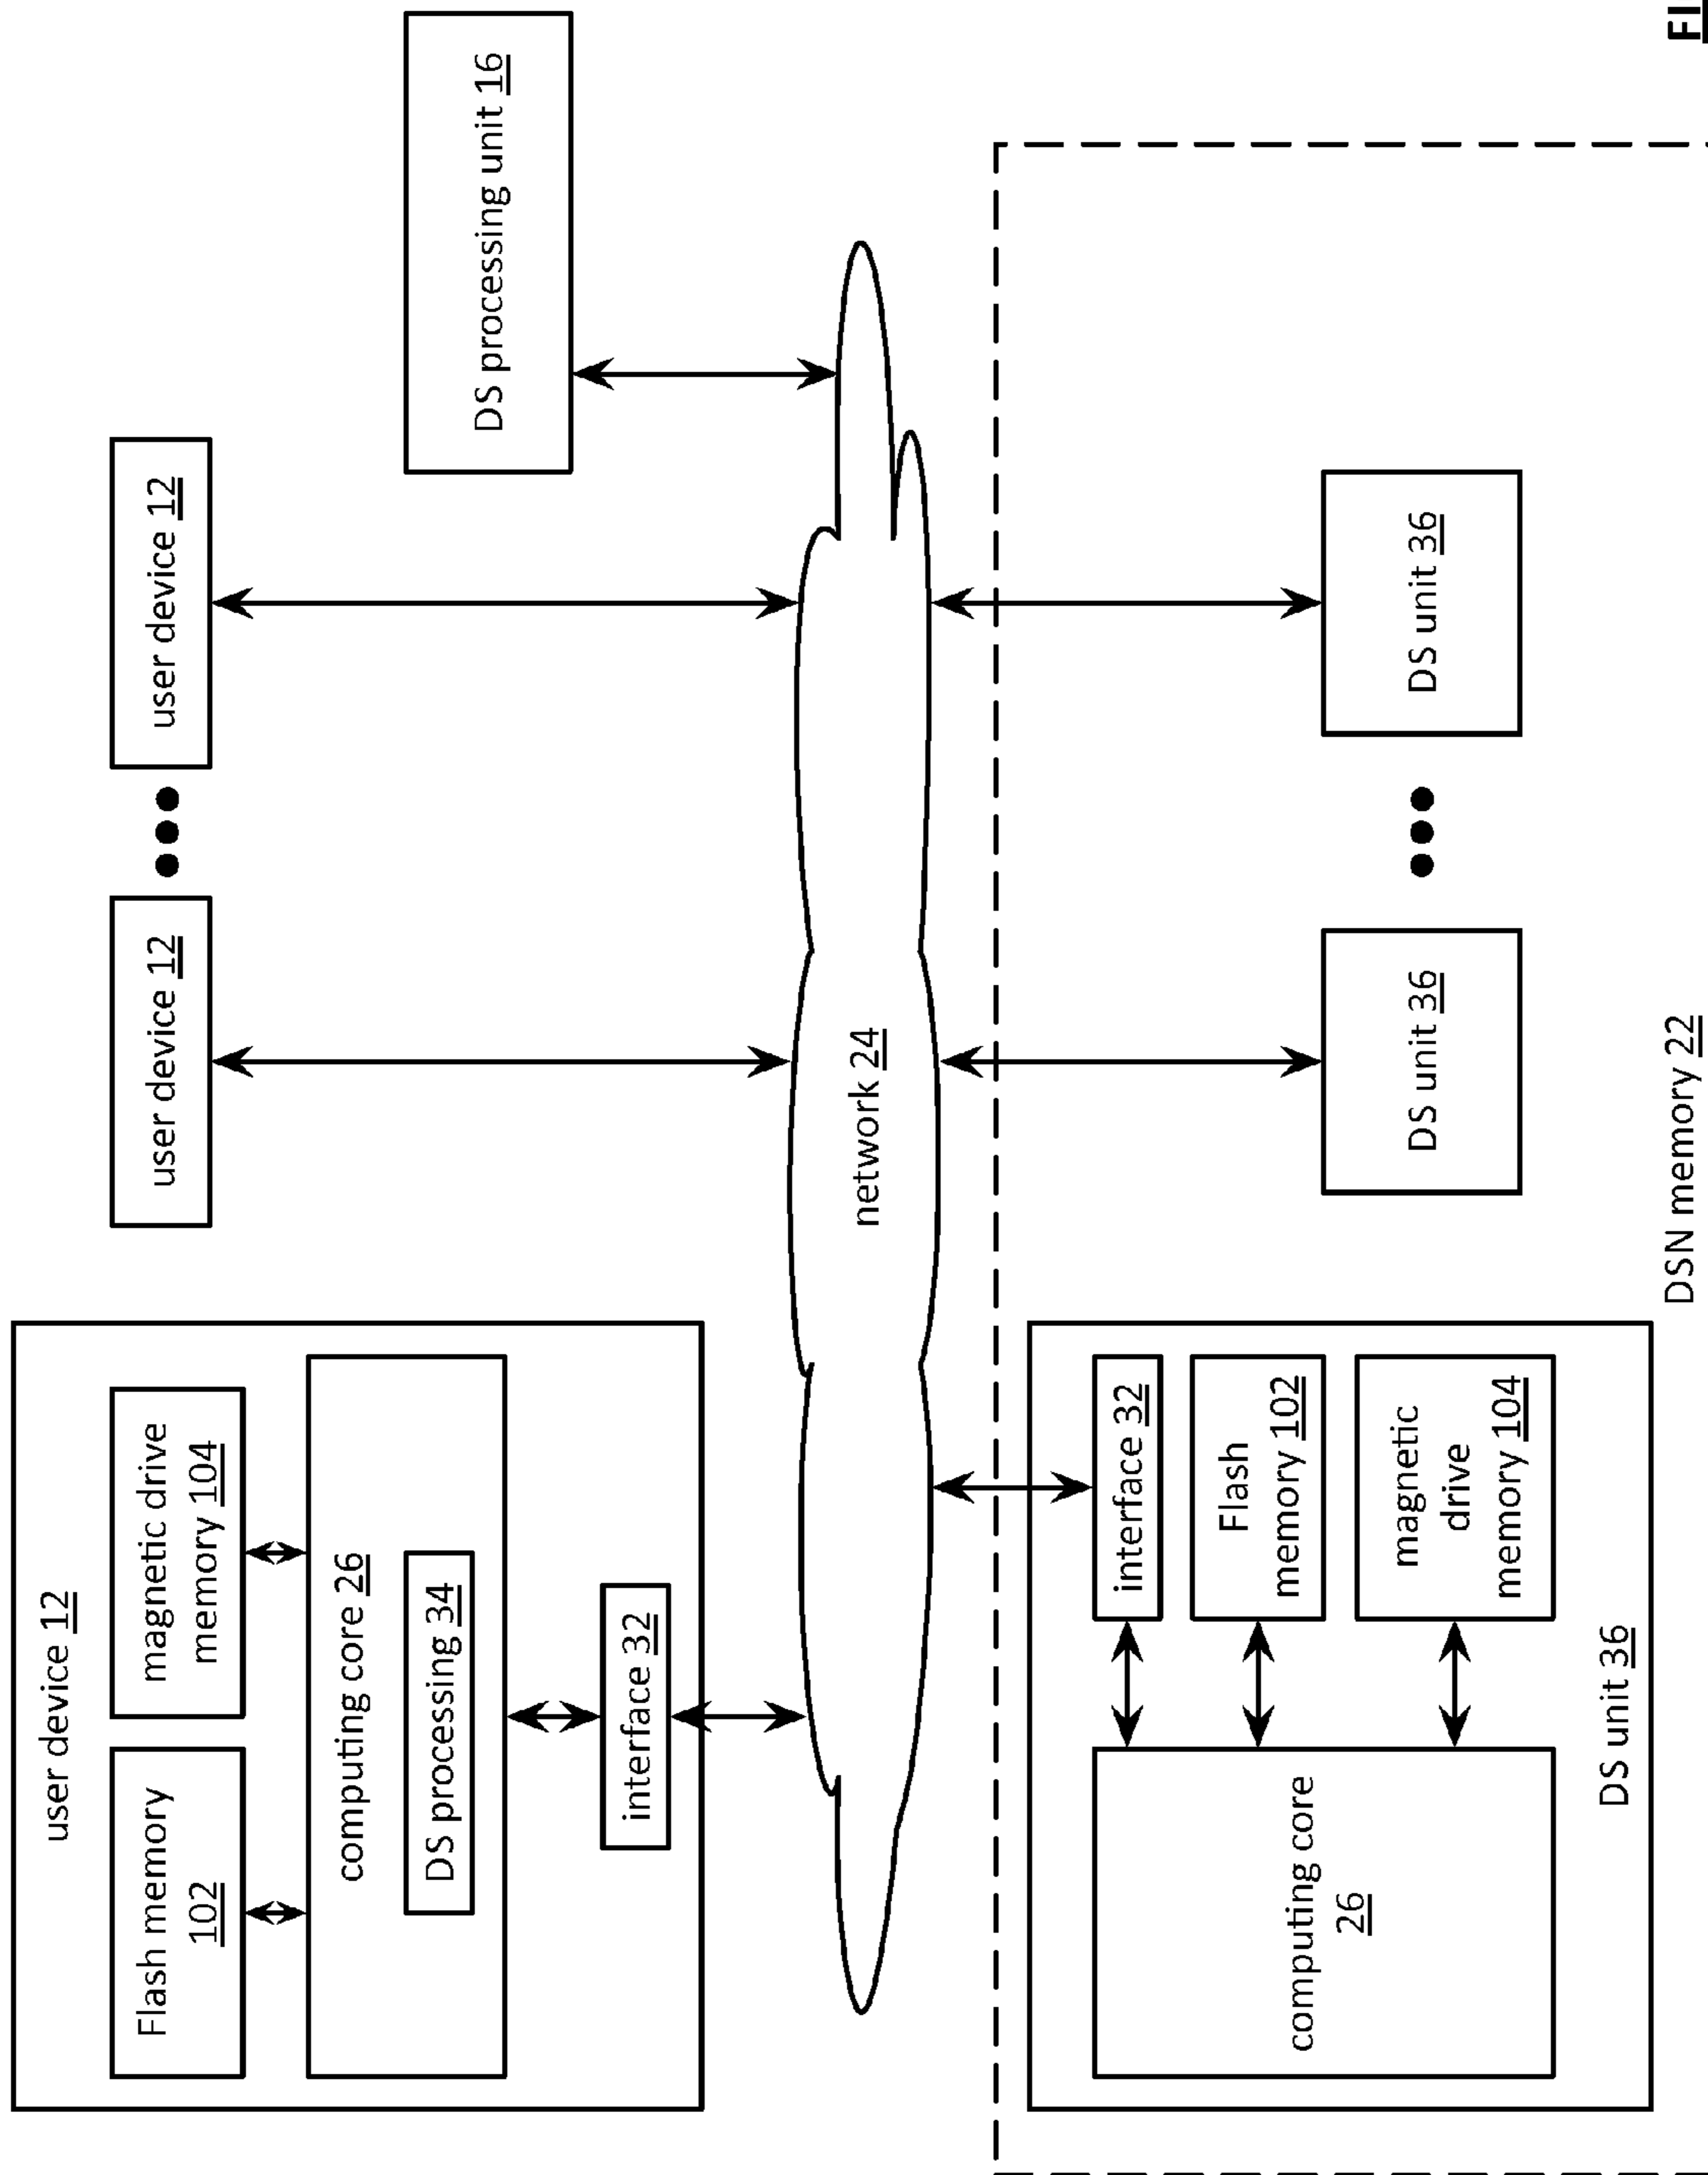 user device 12
Flash memory
102
magnetic drive
memory 104
computing core 26
DS processing 34
interface 32
user device 12
user device 12
DS processing unit 16
network 24
computing core
26
interface 32
Flash
memory 102
magnetic
drive
memory 104
DS unit 36
DS unit 36
DS unit 36
DSN memory 22